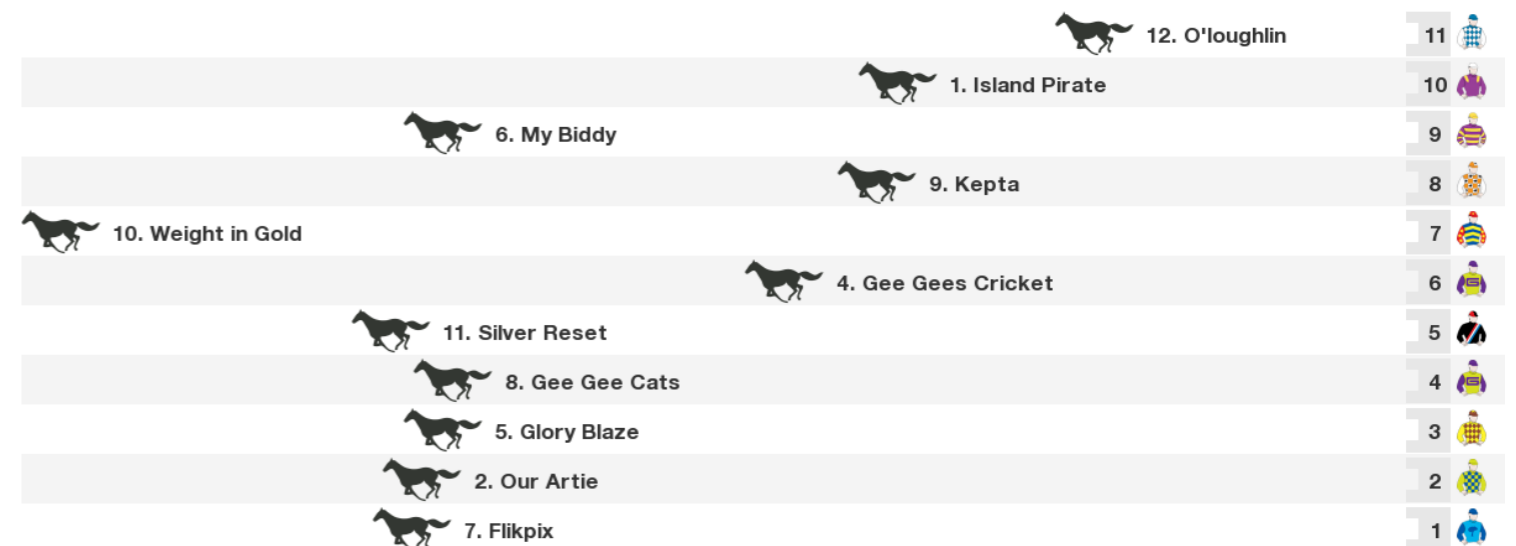 12. O'loughlin 11
1. Island Pirate 10
6. My Biddy 9
9. Kepta 8
10. Weight in Gold 7
4. Gee Gees Cricket 6
11. Silver Reset 5
8. Gee Gee Cats 4
5. Glory Blaze 3
2. Our Artie 2
7. Flikpix 1